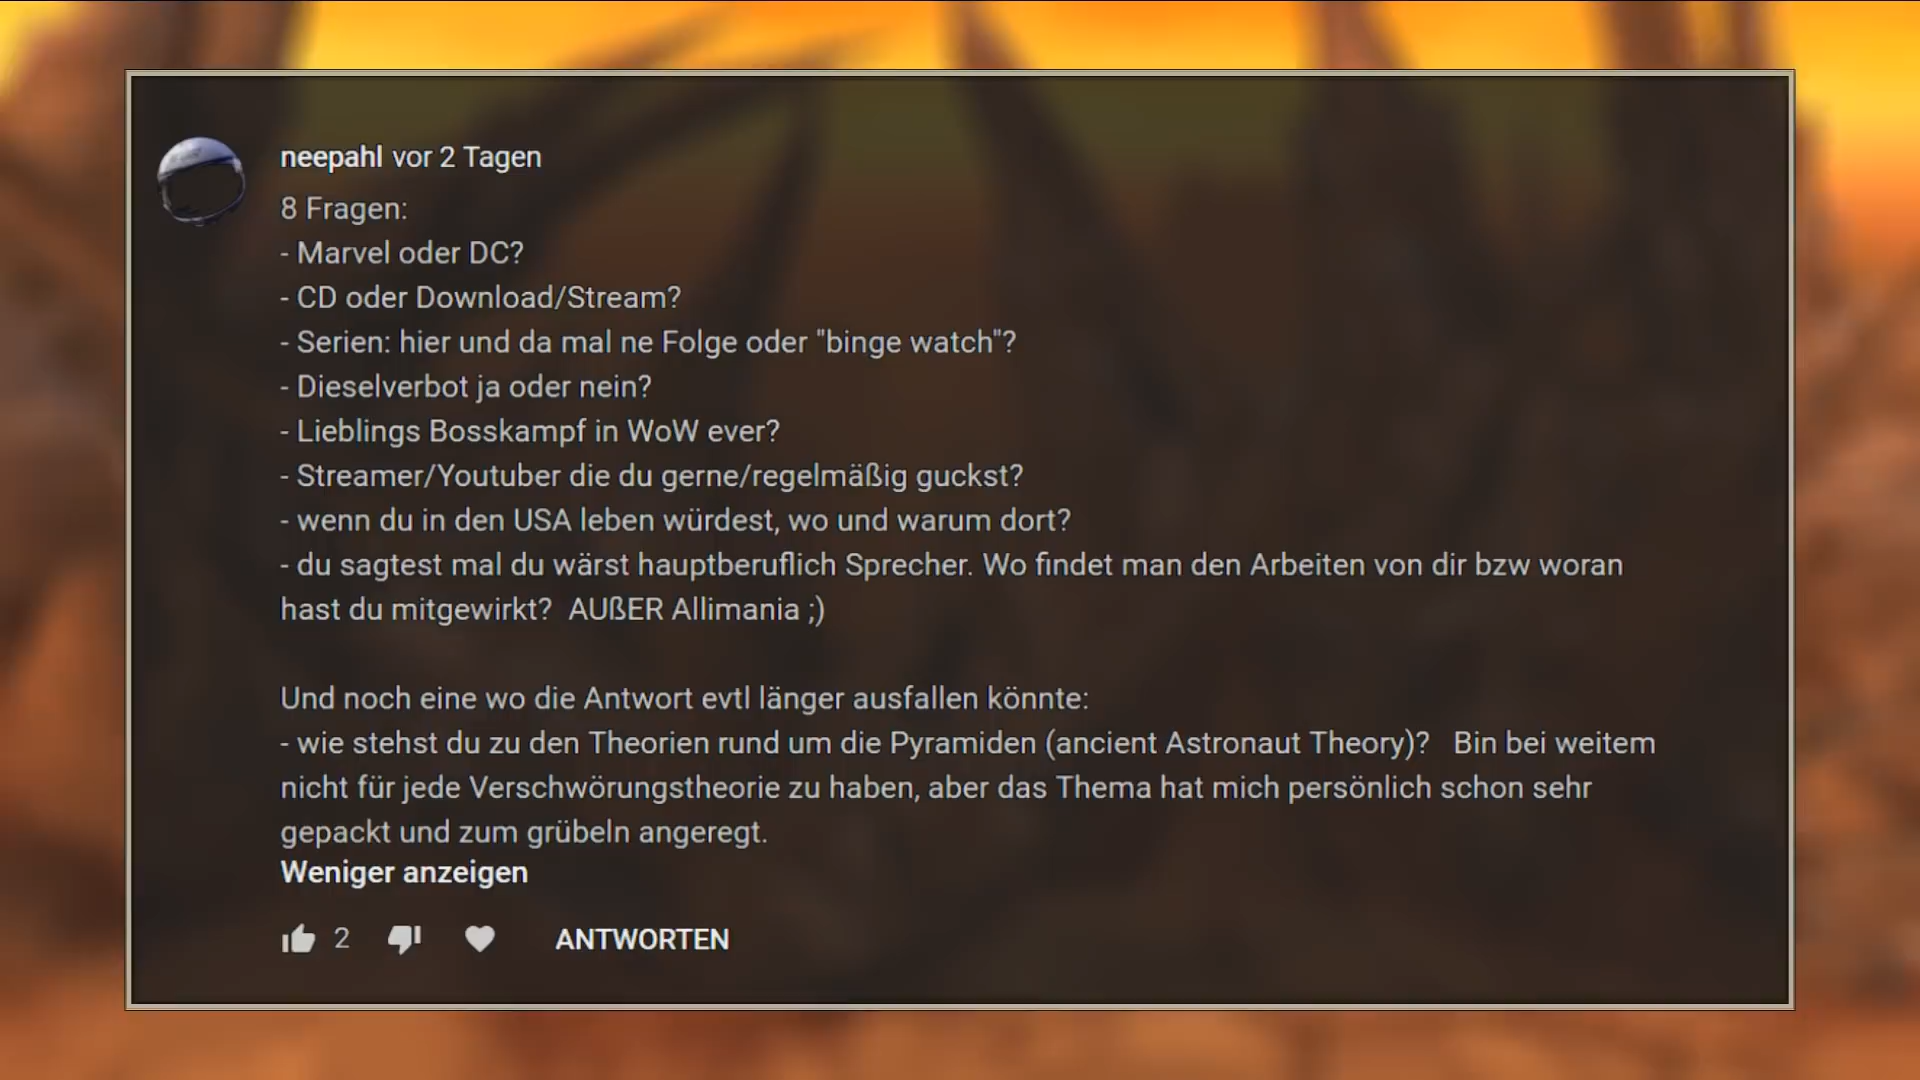 neepahl vor 2 Tagen
8 Fragen:
- Marvel oder DC?
- CD oder Download/Stream?
- Serien: hier und da mal ne Folge oder "binge watch"?
- Dieselverbot ja oder nein?
- Lieblings Bosskampf in WoW ever?
- Streamer/Youtuber die du gerne/regelmäßig guckst?
- wenn du in den USA leben würdest, wo und warum dort?
- du sagtest mal du wärst hauptberuflich Sprecher. Wo findet man den Arbeiten von dir bzw woran
hast du mitgewirkt?  AUßER Allimania ;)
Und noch eine wo die Antwort evtl länger ausfallen könnte:
- wie stehst du zu den Theorien rund um die Pyramiden (ancient Astronaut Theory)?   Bin bei weitem
nicht für jede Verschwörungstheorie zu haben, aber das Thema hat mich persönlich schon sehr
gepackt und zum grübeln angeregt.
Weniger anzeigen
2 ANTWORTEN